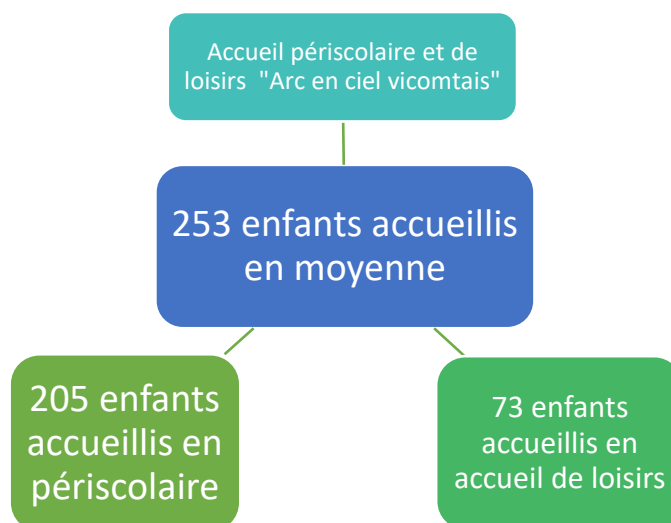 Accueil périscolaire et de
loisirs  "Arc en ciel vicomtais"
253 enfants accueillis
en moyenne
205 enfants
accueillis en
périscolaire
73 enfants
accueillis en
accueil de loisirs